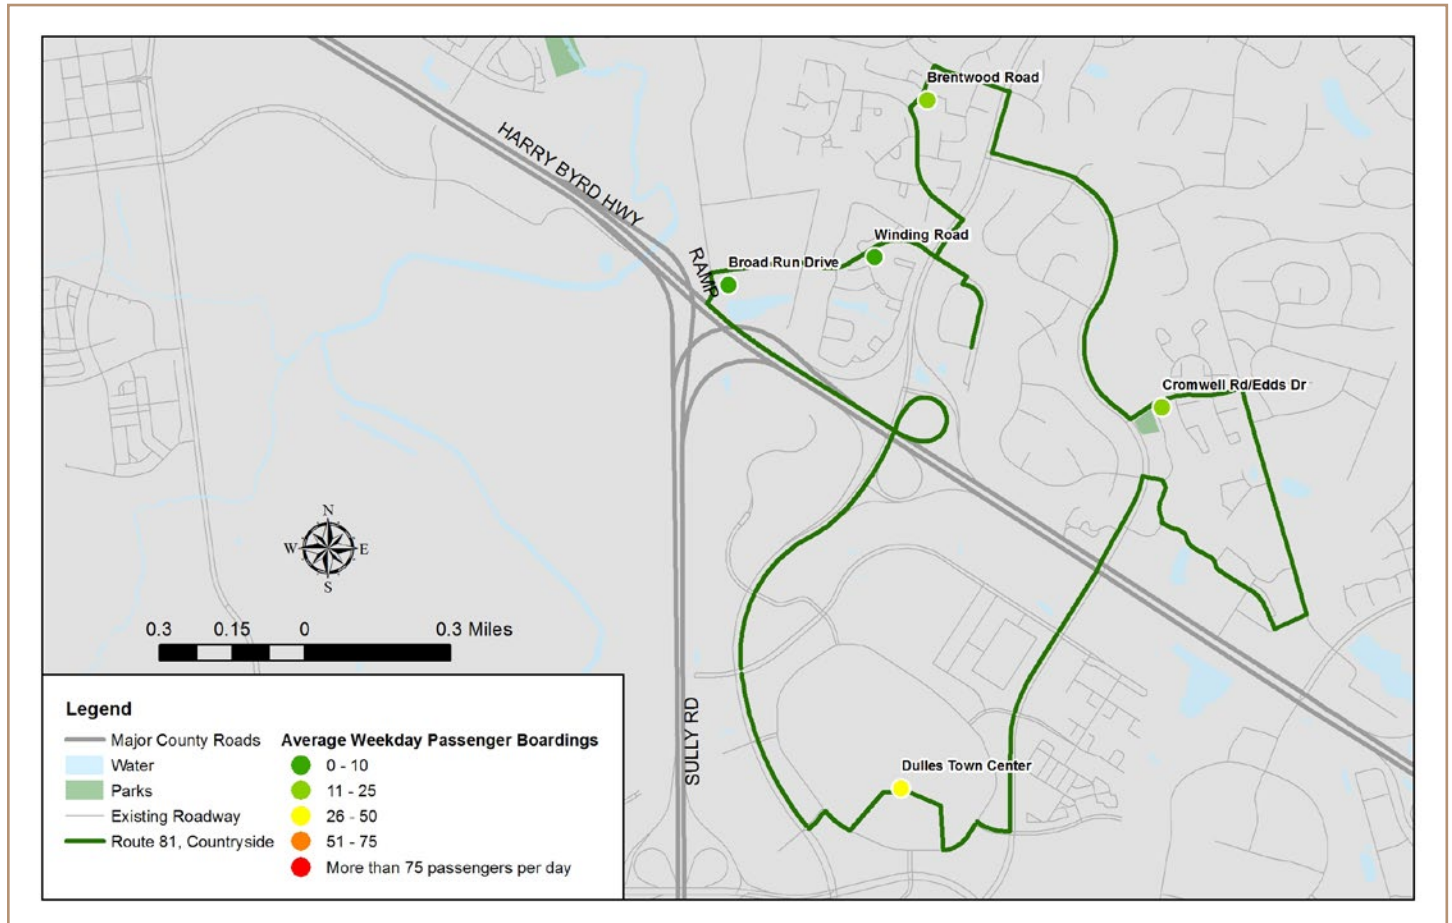 Brentwood Road
HARRY BYRD HWY
Winding Road
RAMP
Broad Run Drive
Cromwell Rd/Edds Dr
N
W
E
S
0.3
0.15
0
0.3 Miles
SULLY RD
Dulles Town Center
Legend
Major County Roads
Water
Parks
Existing Roadway
Route 81, Countryside
Average Weekday Passenger Boardings
0 - 10
11 - 25
26 - 50
51 - 75
More than 75 passengers per day